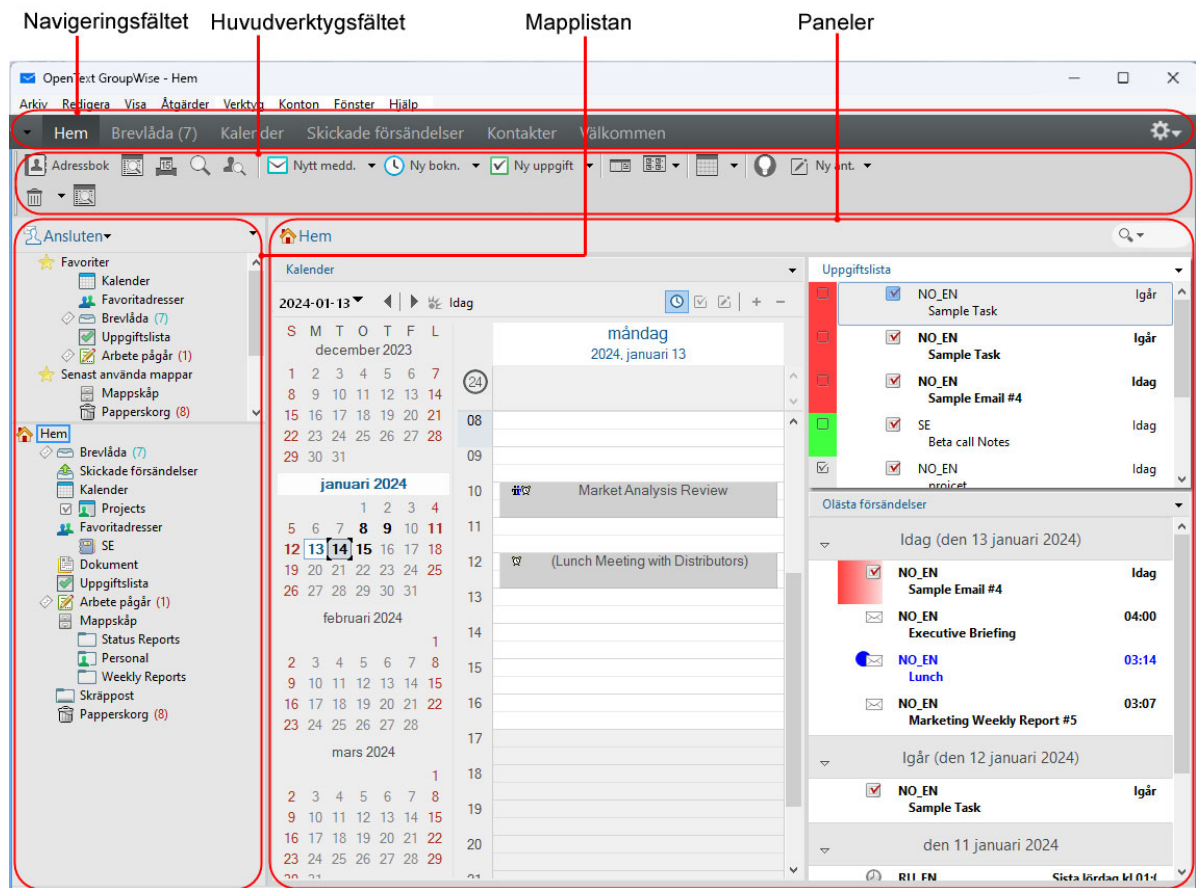 Navigeringsfältet Huvudverktygsfältet Mapplistan Paneler
OpenText GroupWise - Hem
Arkiv Redigera Visa Åtgärder Verktyg Konton Fönster Hjälp
Hem Brevlåda (7) Kalender Skickade försändelser Kontakter Välkommen
Adressbok 15 Nytt medd. Ny bokn. Ny uppgift Ny ant.
Ansluten
Favoriter
Kalender
Favoritadresser
Brevlåda (7)
Uppgiftslista
Arbete pågår (1)
Senast använda mappar
Mappskåp
Papperskorg (8)
Hem
Brevlåda (7)
Skickade försändelser
Kalender
Projects
Favoritadresser
SE
Dokument
Uppgiftslista
Arbete pågår (1)
Mappskåp
Status Reports
Personal
Weekly Reports
Skräppost
Papperskorg (8)
Hem
Kalender
2024-01-13 Idag
S M T O T F L
december 2023
1 2 3 4 5 6 7
8 9 10 11 12 13 14
15 16 17 18 19 20 21
22 23 24 25 26 27 28
29 30 31
januari 2024
1 2 3 4
5 6 7 8 9 10 11
12 13 14 15 16 17 18
19 20 21 22 23 24 25
26 27 28 29 30 31
februari 2024
1
2 3 4 5 6 7 8
9 10 11 12 13 14 15
16 17 18 19 20 21 22
23 24 25 26 27 28
mars 2024
1
2 3 4 5 6 7 8
9 10 11 12 13 14 15
16 17 18 19 20 21 22
23 24 25 26 27 28 29
30 31
måndag
2024, januari 13
24
08
09
10 Market Analysis Review
11
12 (Lunch Meeting with Distributors)
13
14
15
16
17
18
19
20
21
Uppgiftslista
NO_EN Igår
Sample Task
NO_EN Igår
Sample Task
NO_EN Idag
Sample Email #4
SE Idag
Beta call Notes
NO_EN Idag
projcet
Olästa försändelser
Idag (den 13 januari 2024)
NO_EN Idag
Sample Email #4
NO_EN 04:00
Executive Briefing
NO_EN 03:14
Lunch
NO_EN 03:07
Marketing Weekly Report #5
Igår (den 12 januari 2024)
NO_EN Igår
Sample Task
den 11 januari 2024
RU_EN Sista lördag kl 01:(